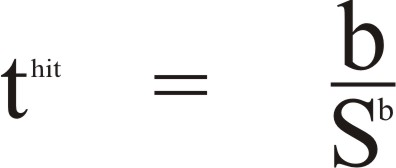 t^hit = b/S^b